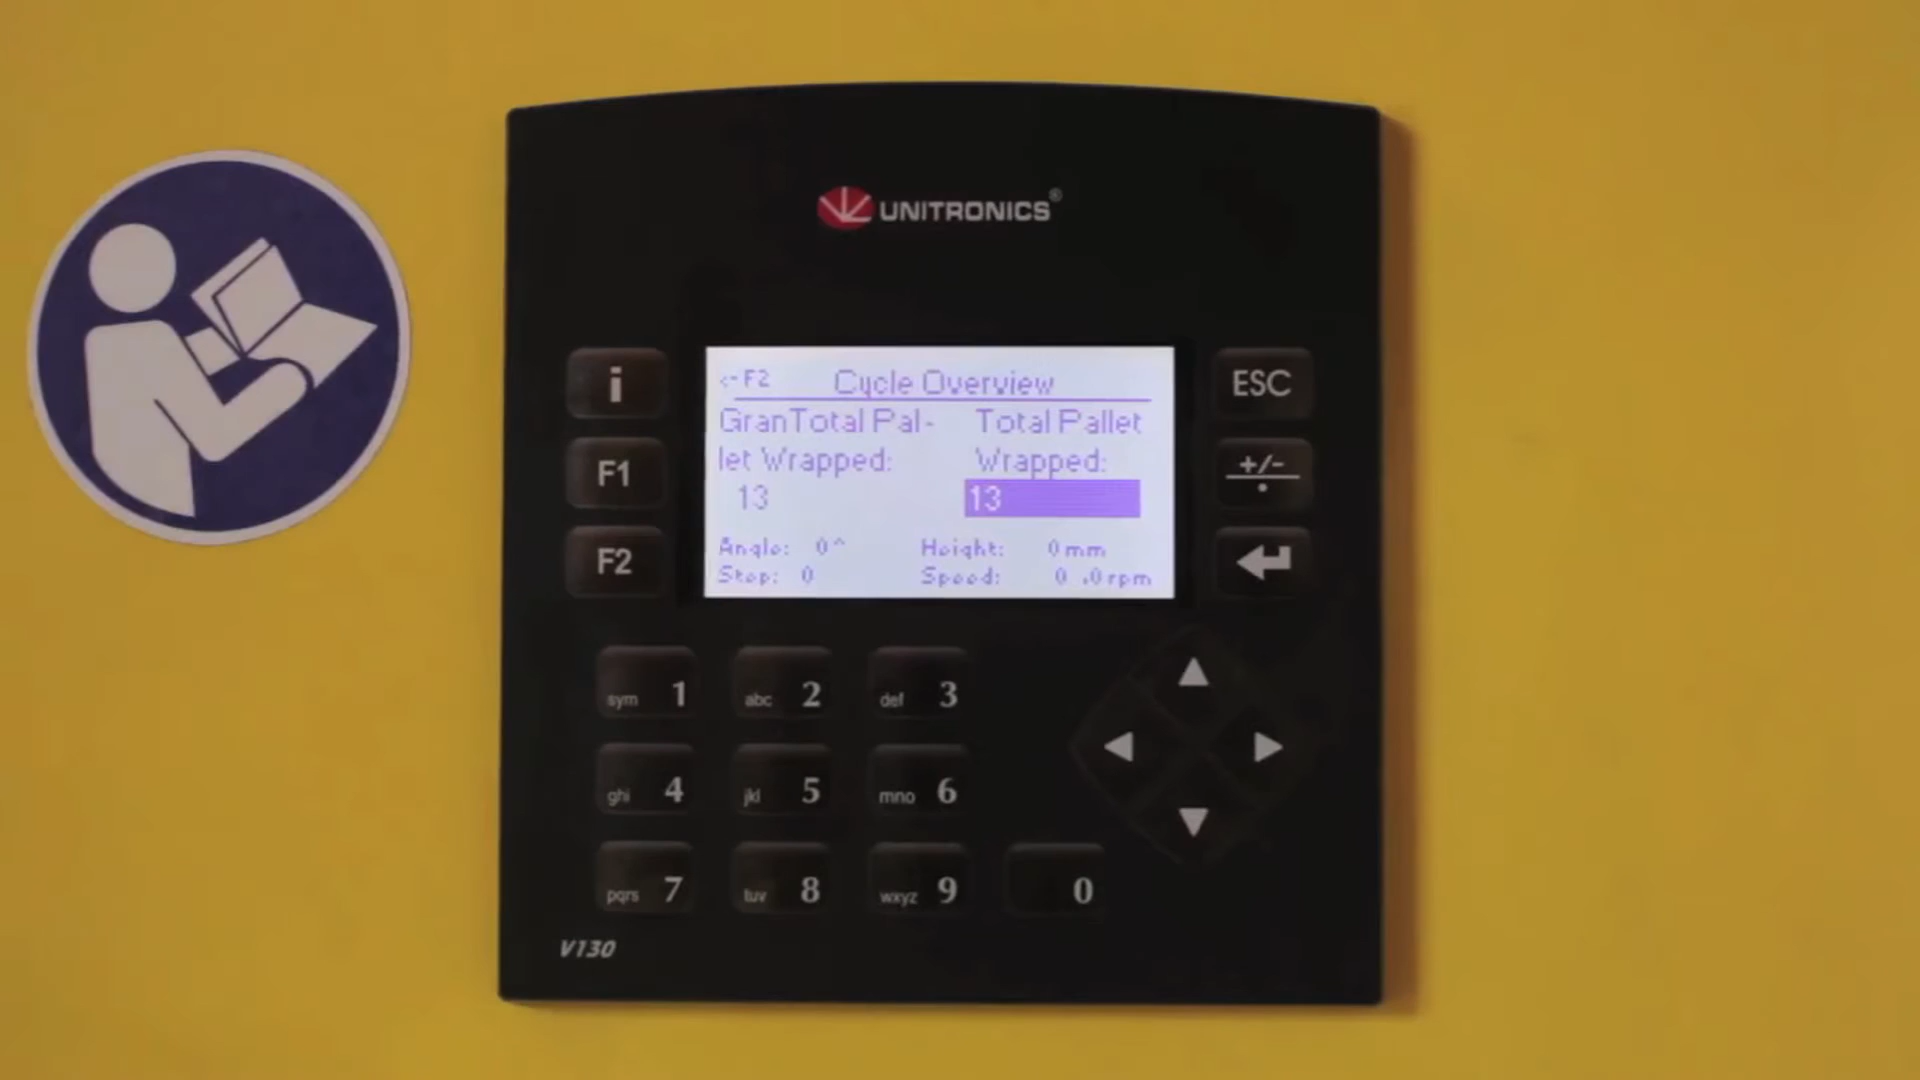 UNITRONICS®
i
ESC
<-F2 Cycle Overview
GranTotal Pal- Total Pallet
let Wrapped: Wrapped:
13 13
Angle: 0° Height: 0mm
Step: 0 Speed: 0.0rpm
F1
+/-
F2
sym 1 abc 2 def 3
ghi 4 jkl 5 mno 6
pqrs 7 tuv 8 wxyz 9 0
V130